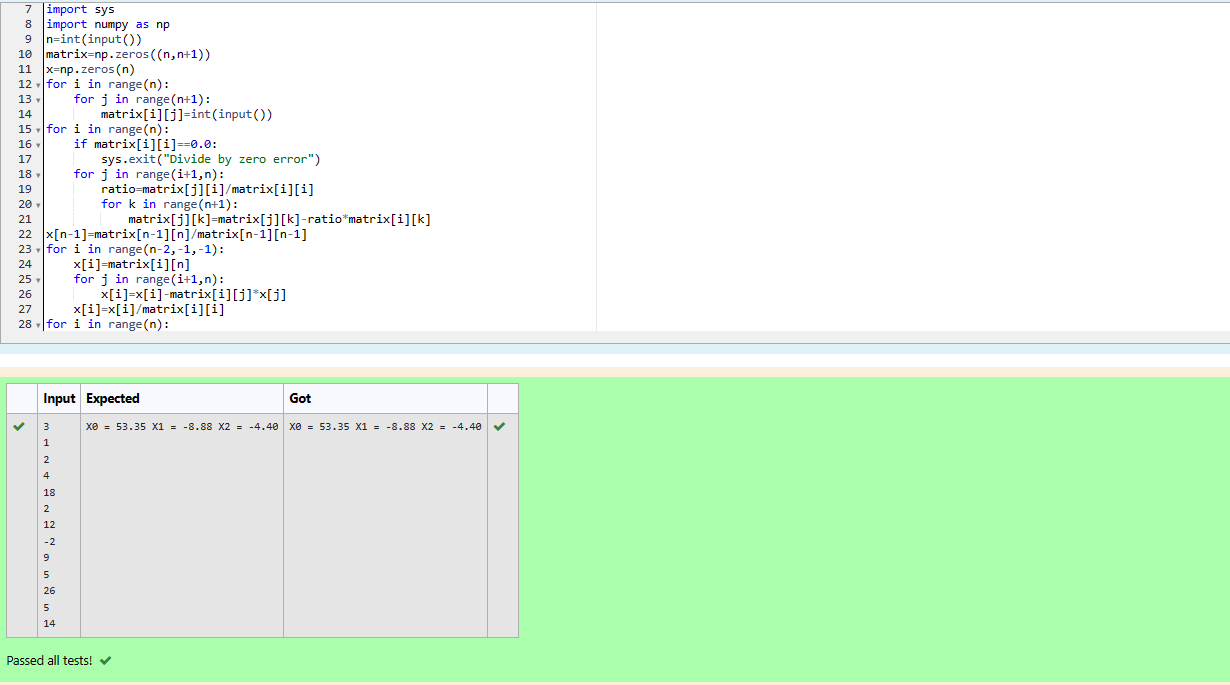 7 import sys
8 import numpy as np
9 n=int(input())
10 matrix=np.zeros((n,n+1))
11 x=np.zeros(n)
12 for i in range(n):
13     for j in range(n+1):
14         matrix[i][j]=int(input())
15 for i in range(n):
16     if matrix[i][i]==0.0:
17         sys.exit("Divide by zero error")
18     for j in range(i+1,n):
19         ratio=matrix[j][i]/matrix[i][i]
20         for k in range(n+1):
21             matrix[j][k]=matrix[j][k]-ratio*matrix[i][k]
22 x[n-1]=matrix[n-1][n]/matrix[n-1][n-1]
23 for i in range(n-2,-1,-1):
24     x[i]=matrix[i][n]
25     for j in range(i+1,n):
26         x[i]=x[i]-matrix[i][j]*x[j]
27     x[i]=x[i]/matrix[i][i]
28 for i in range(n):
Input Expected Got
3 X0 = 53.35 X1 = -8.88 X2 = -4.40 X0 = 53.35 X1 = -8.88 X2 = -4.40
1
2
4
18
2
12
-2
9
5
26
5
14
Passed all tests!